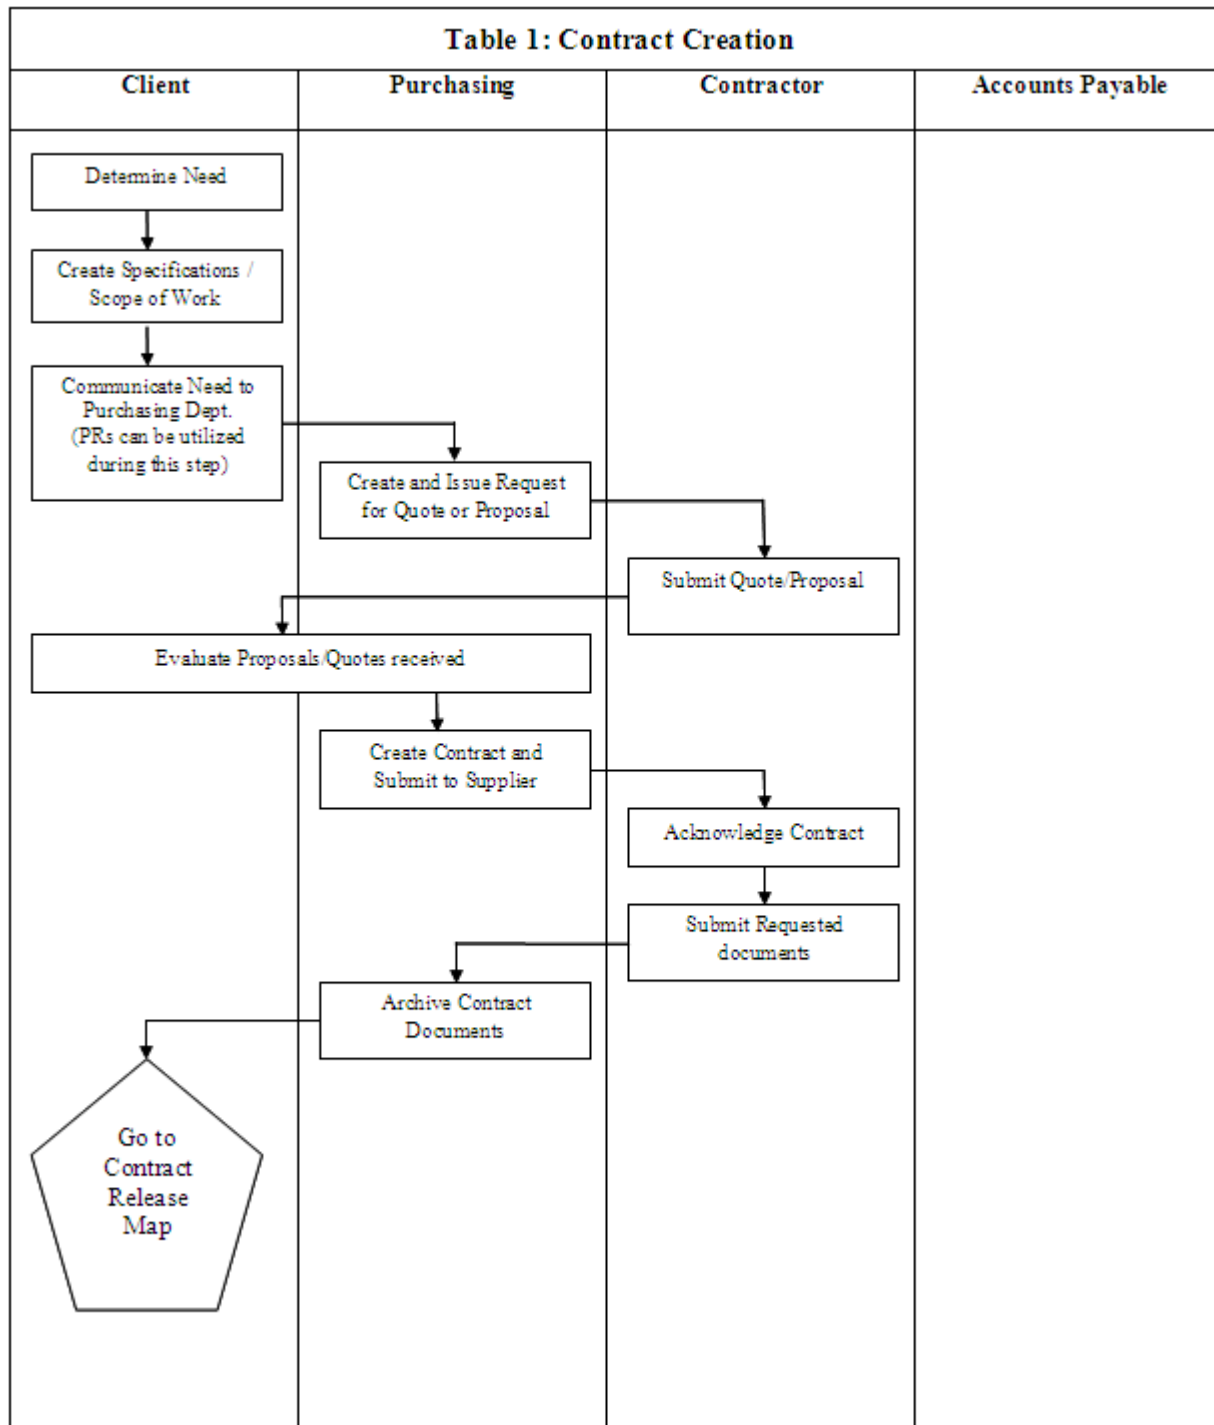 Table 1: Contract Creation
Client
Purchasing
Contractor
Accounts Payable
Determine Need
Create Specifications /
Scope of Work
Communicate Need to
Purchasing Dept.
(PRs can be utilized
during this step)
Create and Issue Request
for Quote or Proposal
Submit Quote/Proposal
Evaluate Proposals/Quotes received
Create Contract and
Submit to Supplier
Acknowledge Contract
Submit Requested
documents
Archive Contract
Documents
Go to
Contract
Release
Map